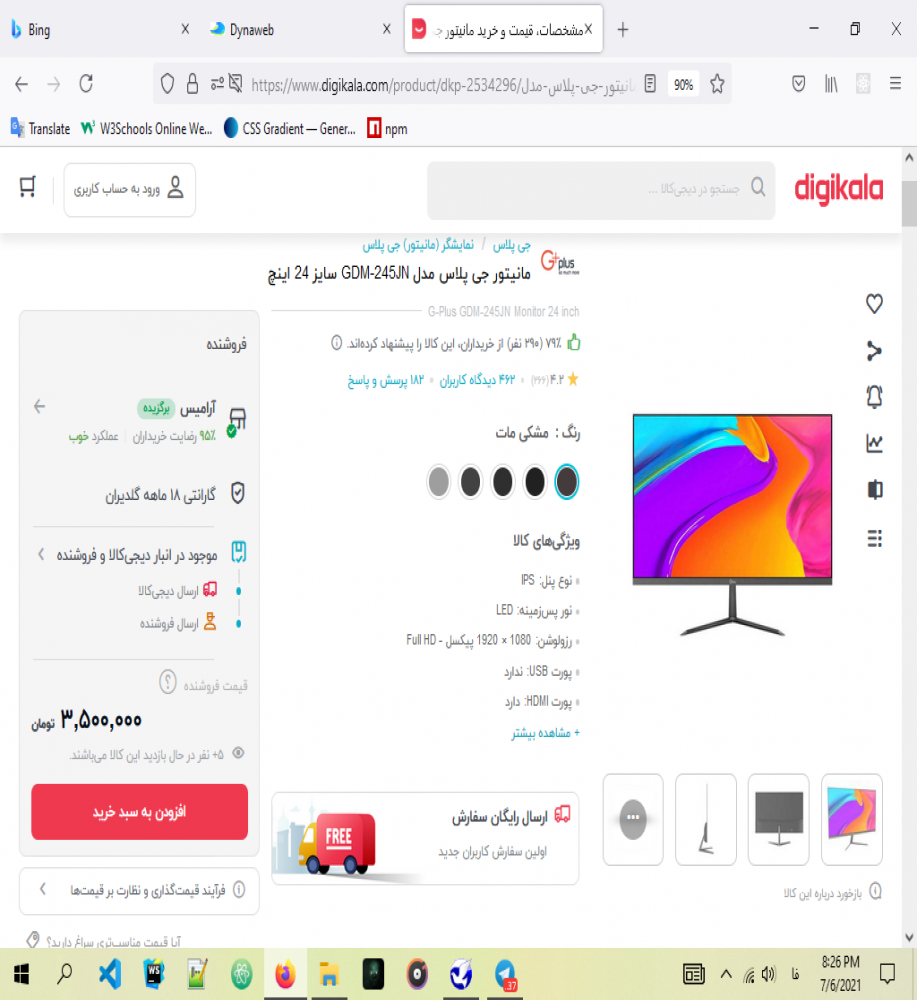 Bing
Dynaweb
مشخصات، قیمت و خرید مانیتور ج
https://www.digikala.com/product/dkp-2534296/مانیتور-جی-پلاس-مدل
90%
Translate
W3Schools Online We...
CSS Gradient — Gener...
npm
ورود به حساب کاربری
جستجو در دیجی‌کالا ...
digikala
جی پلاس / نمایشگر (مانیتور) جی پلاس
G plus
مانیتور جی پلاس مدل GDM-245JN سایز 24 اینچ
G-Plus GDM-245JN Monitor 24 inch
۷۹% (۲۹۰ نفر) از خریداران، این کالا را پیشنهاد کرده‌اند.
۴.۲ (۲۶۶) ۴۶۲ دیدگاه کاربران ۱۸۲ پرسش و پاسخ
رنگ : مشکی مات
ویژگی‌های کالا
نوع پنل: IPS
نور پس‌زمینه: LED
رزولوشن: 1080 × 1920 پیکسل - Full HD
پورت USB: ندارد
پورت HDMI: دارد
+ مشاهده بیشتر
ارسال رایگان سفارش
اولین سفارش کاربران جدید
FREE
بازخورد درباره این کالا
فروشنده
آرامیس برگزیده
۹۵% رضایت خریداران عملکرد خوب
گارانتی ۱۸ ماهه گلدیران
موجود در انبار دیجی‌کالا و فروشنده
ارسال دیجی‌کالا
ارسال فروشنده
قیمت فروشنده
۳,۵۰۰,۰۰۰ تومان
۵+ نفر در حال بازدید این کالا می‌باشند.
افزودن به سبد خرید
فرآیند قیمت‌گذاری و نظارت بر قیمت‌ها
آیا قیمت مناسب‌تری سراغ دارید؟
WS
37
فا
8:26 PM
7/6/2021